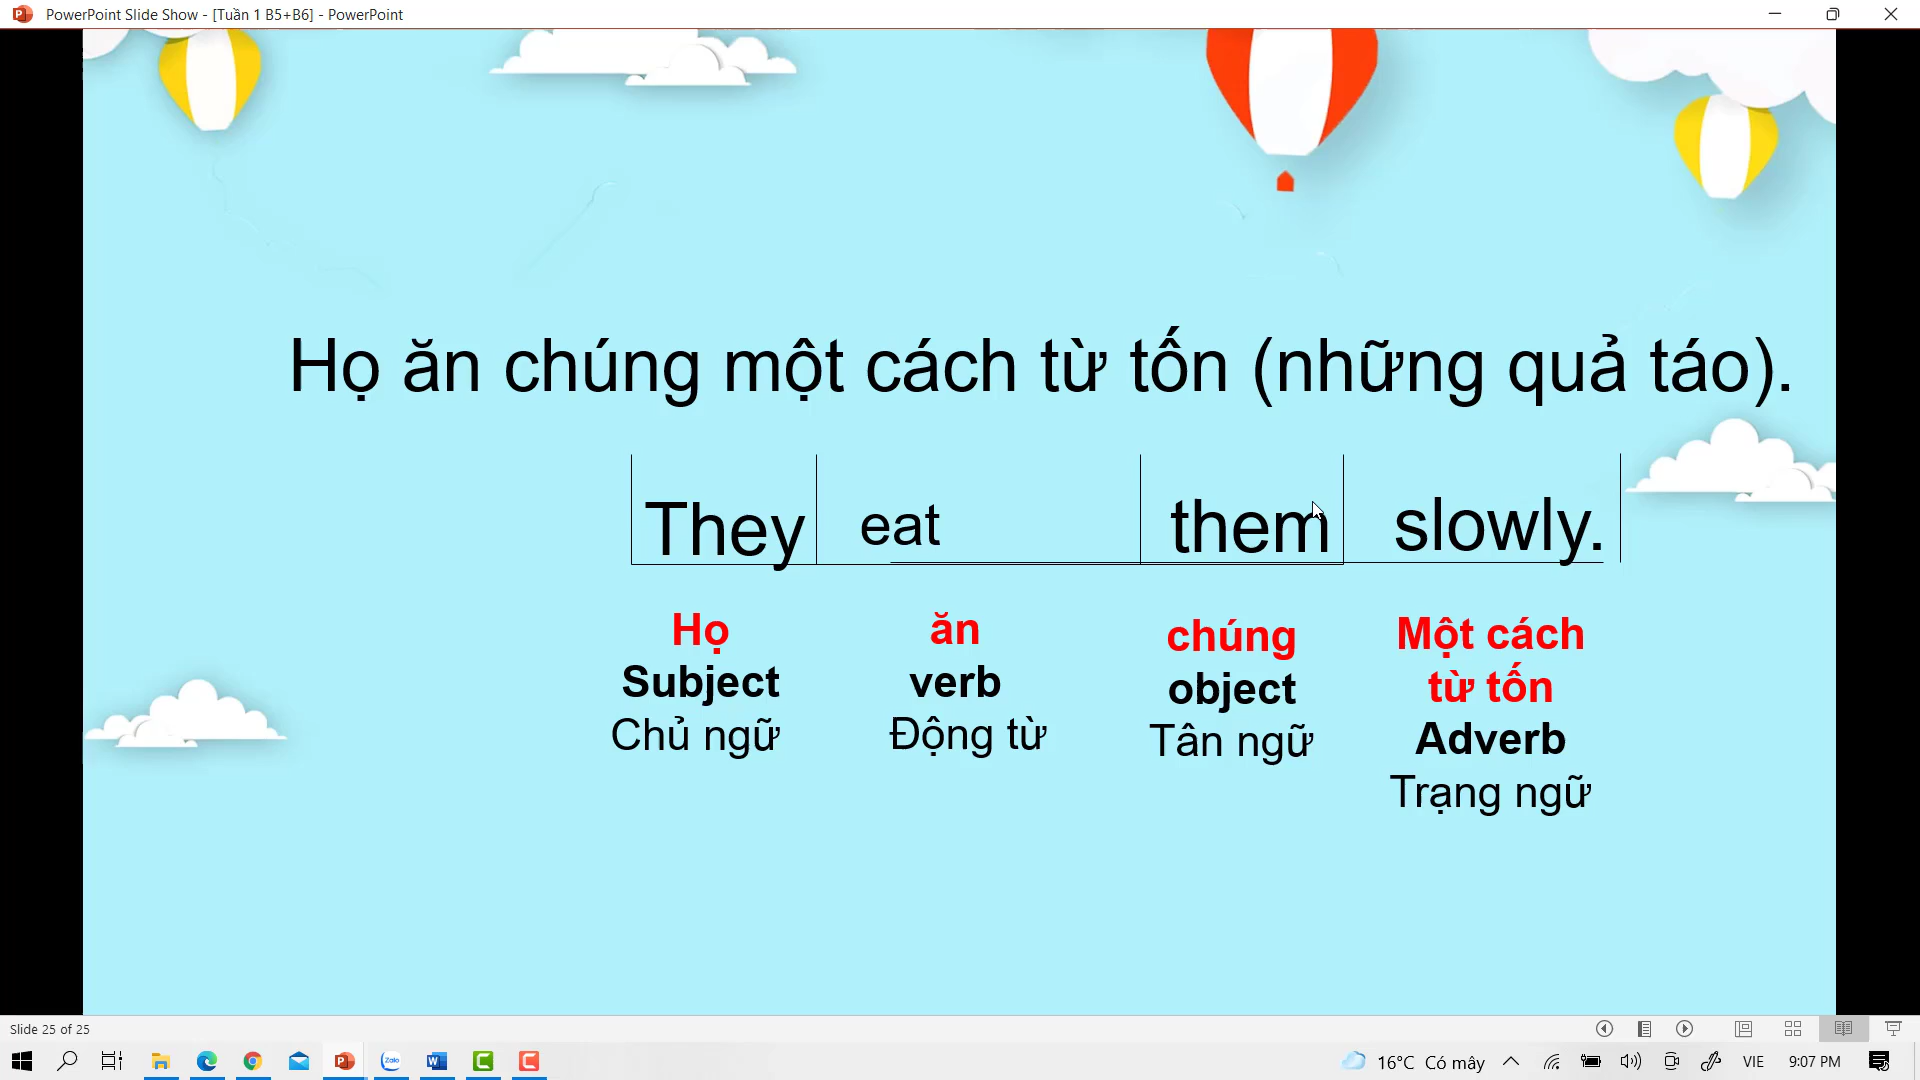 PowerPoint Slide Show - [Tuần 1 B5+B6] - PowerPoint
Họ ăn chúng một cách từ tốn (những quả táo).
They eat them slowly.
Họ ăn chúng Một cách
từ tốn
Subject verb object Adverb
Chủ ngữ Động từ Tân ngữ Trạng ngữ
Slide 25 of 25
Zalo
16°C Có mây VIE 9:07 PM